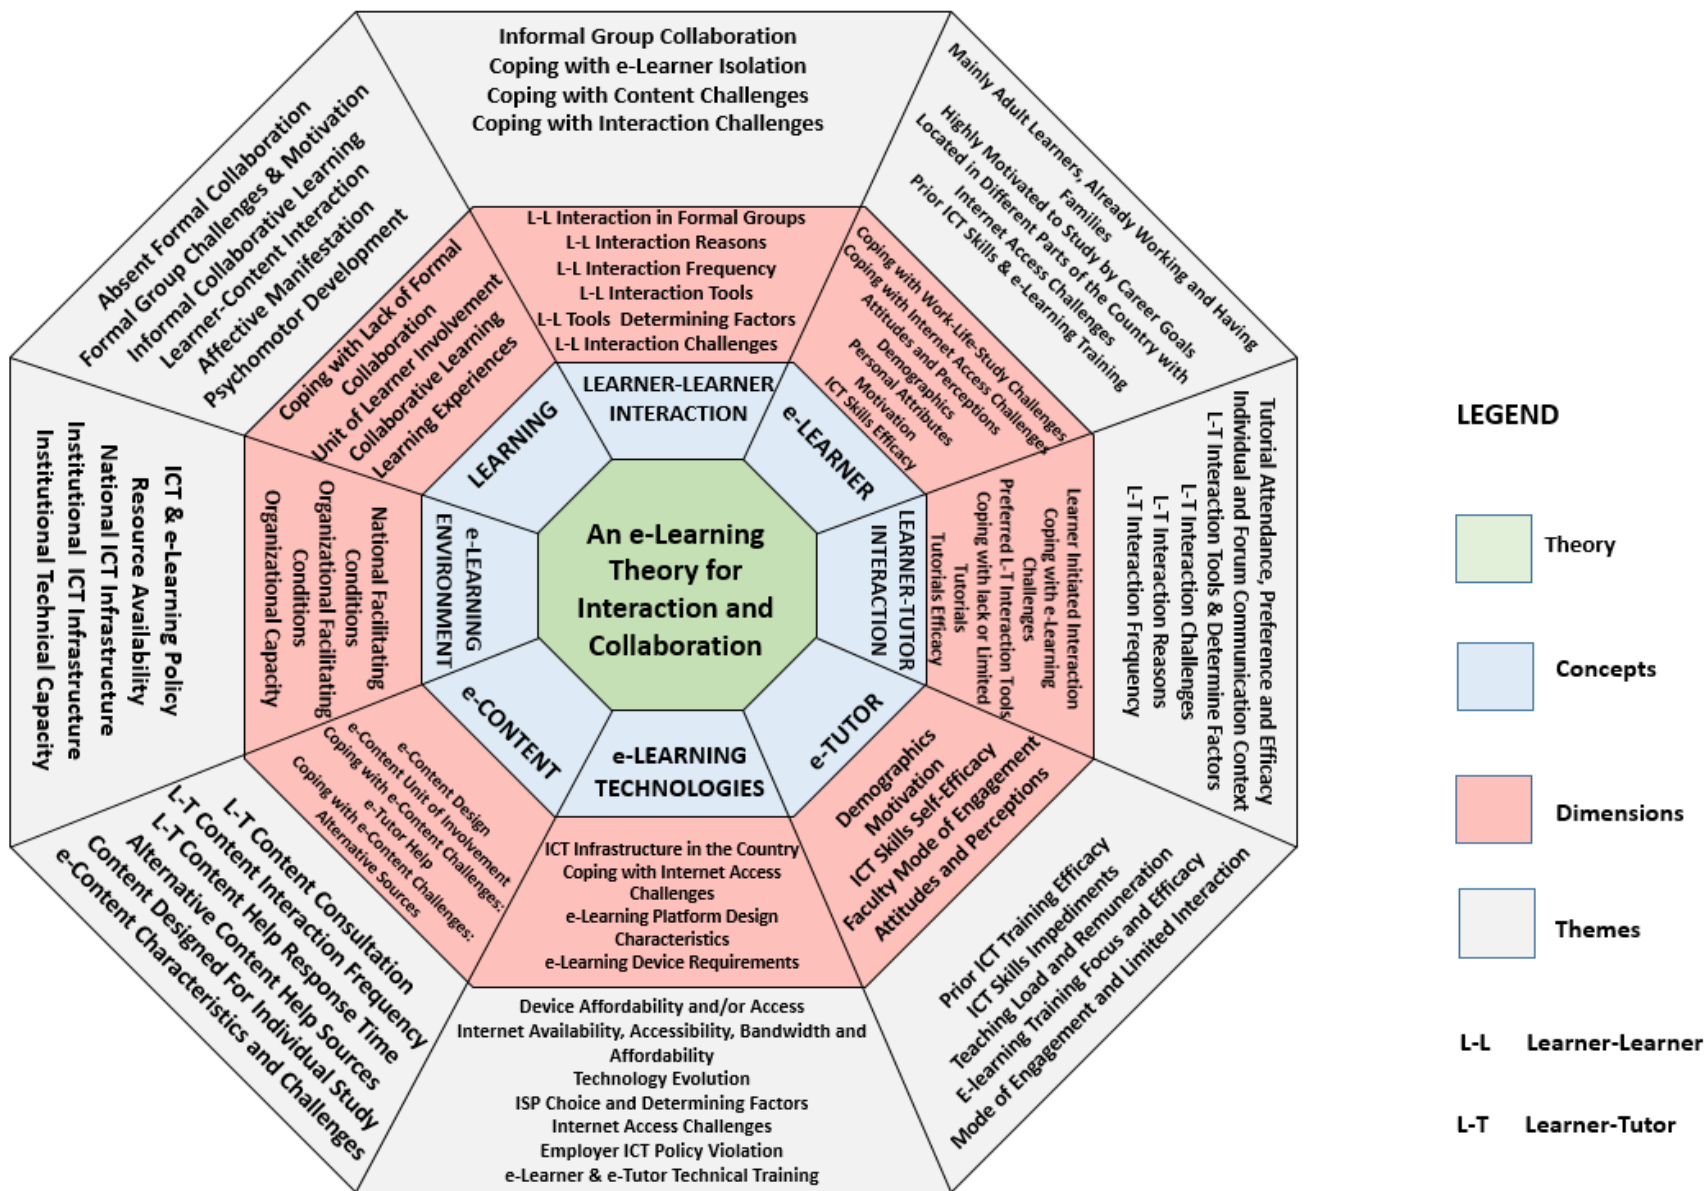 Informal Group Collaboration
Coping with e-Learner Isolation
Coping with Content Challenges
Coping with Interaction Challenges
Mainly Adult Learners, Already Working and Having
Families
Highly Motivated to Study by Career Goals
Located in Different Parts of the Country with
Internet Access Challenges
Prior ICT Skills & e-Learning Training
Tutorial Attendance, Preference and Efficacy
Individual and Forum Communication Context
L-T Interaction Tools & Determine Factors
L-T Interaction Challenges
L-T Interaction Reasons
L-T Interaction Frequency
Prior ICT Training Efficacy
ICT Skills Impediments
Teaching Load and Remuneration
E-learning Training Focus and Efficacy
Mode of Engagement and Limited Interaction
Device Affordability and/or Access
Internet Availability, Accessibility, Bandwidth and
Affordability
Technology Evolution
ISP Choice and Determining Factors
Internet Access Challenges
Employer ICT Policy Violation
e-Learner & e-Tutor Technical Training
L-T Content Consultation
L-T Content Interaction Frequency
L-T Content Help Response Time
Alternative Content Help Sources
Content Designed For Individual Study
e-Content Characteristics and Challenges
ICT & e-Learning Policy
Resource Availability
National ICT Infrastructure
Institutional ICT Infrastructure
Institutional Technical Capacity
Absent Formal Collaboration
Formal Group Challenges & Motivation
Informal Collaborative Learning
Learner-Content Interaction
Affective Manifestation
Psychomotor Development
L-L Interaction in Formal Groups
L-L Interaction Reasons
L-L Interaction Frequency
L-L Interaction Tools
L-L Tools Determining Factors
L-L Interaction Challenges
Coping with Work-Life-Study Challenges
Coping with Internet Access Challenges
Attitudes and Perceptions
Demographics
Personal Attributes
Motivation
ICT Skills Efficacy
Learner Initiated Interaction
Coping with e-Learning
Challenges
Preferred L-T Interaction Tools
Coping with lack or Limited
Tutorials
Tutorials Efficacy
Demographics
Motivation
ICT Skills Self-Efficacy
Faculty Mode of Engagement
Attitudes and Perceptions
ICT Infrastructure in the Country
Coping with Internet Access
Challenges
e-Learning Platform Design
Characteristics
e-Learning Device Requirements
e-Content Design
e-Content Unit of Involvement
Coping with e-Content Challenges:
e-Tutor Help
Coping with e-Content Challenges:
Alternative Sources
National Facilitating
Conditions
Organizational Facilitating
Conditions
Organizational Capacity
Coping with Lack of Formal
Collaboration
Unit of Learner Involvement
Collaborative Learning
Learning Experiences
LEARNER-LEARNER
INTERACTION
e-LEARNER
LEARNER-TUTOR
INTERACTION
e-TUTOR
e-LEARNING
TECHNOLOGIES
e-CONTENT
e-LEARNING
ENVIRONMENT
LEARNING
An e-Learning
Theory for
Interaction and
Collaboration
LEGEND
Theory
Concepts
Dimensions
Themes
L-L Learner-Learner
L-T Learner-Tutor